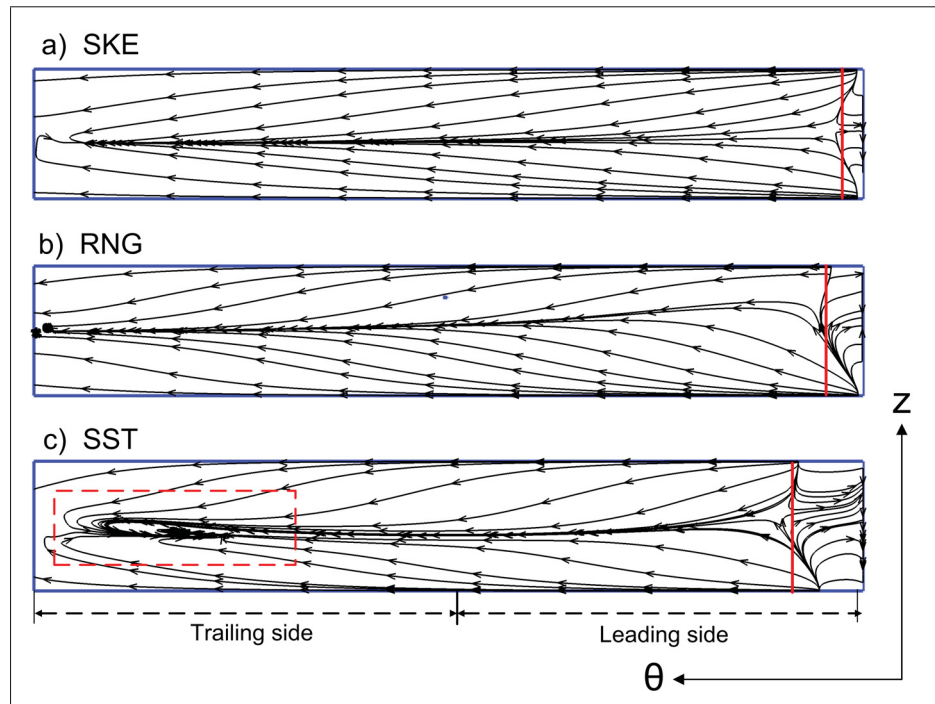 a) SKE
b) RNG
c) SST
z
Trailing side
Leading side
θ